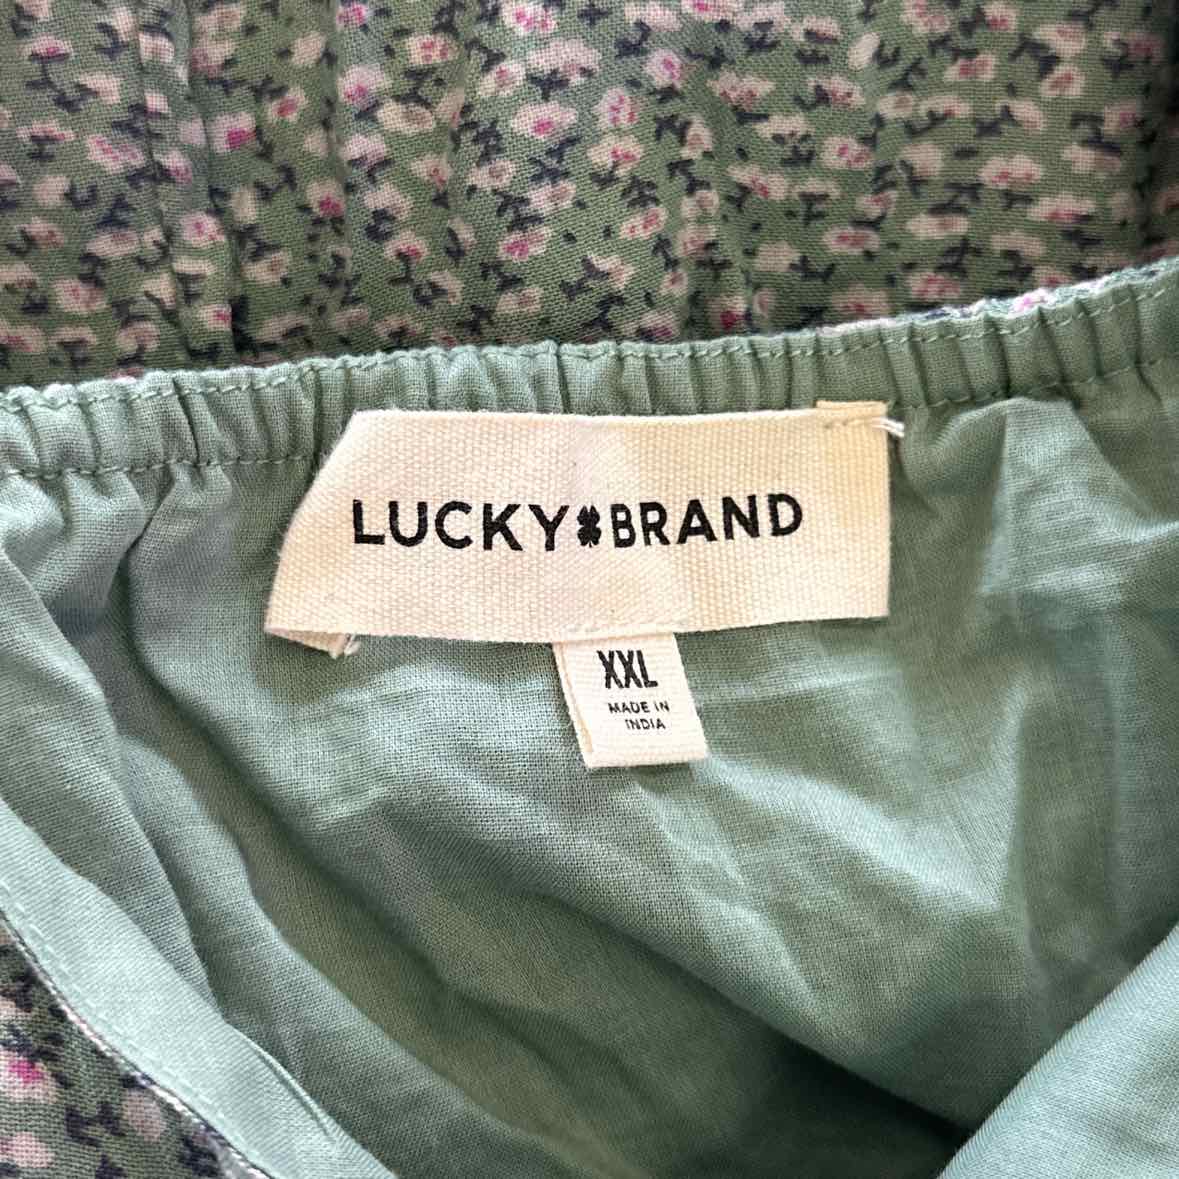 LUCKY BRAND
XXL
MADE IN
INDIA